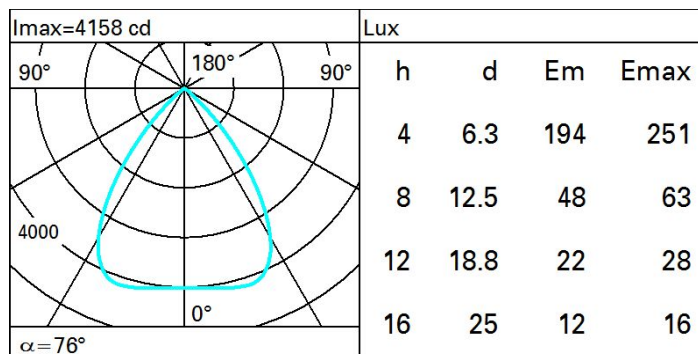 Imax=4158 cd
Lux
90° 180° 90°
h d Em Emax
4 6.3 194 251
8 12.5 48 63
4000
12 18.8 22 28
0°
16 25 12 16
α=76°